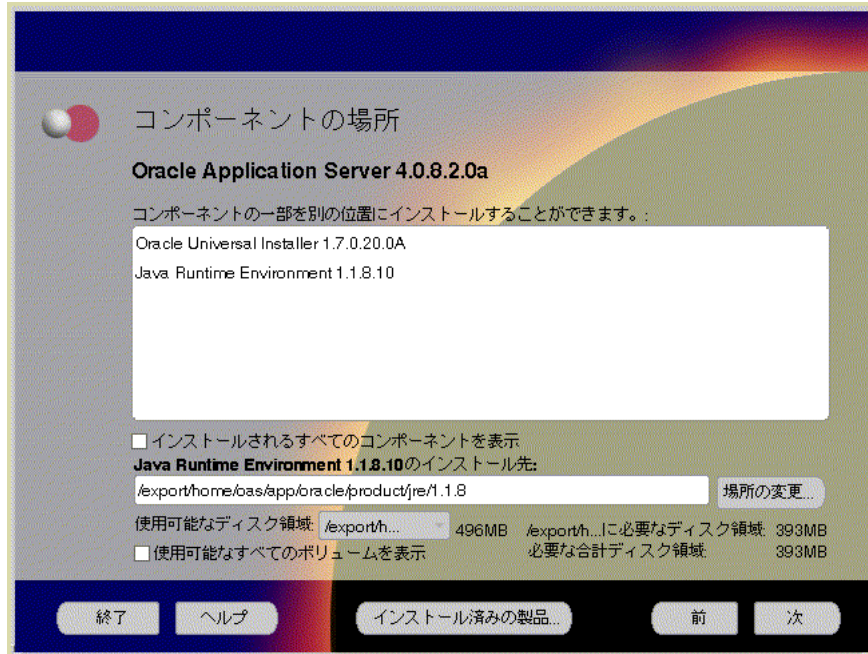 コンポーネントの場所
Oracle Application Server 4.0.8.2.0a
コンポーネントの一部を別の位置にインストールすることができます。:
Oracle Universal Installer 1.7.0.20.0A
Java Runtime Environment 1.1.8.10
インストールされるすべてのコンポーネントを表示
Java Runtime Environment 1.1.8.10のインストール先:
/export/home/oas/app/oracle/product/jre/1.1.8 場所の変更...
使用可能なディスク領域: /export/h... 496MB /export/h...に必要なディスク領域: 393MB
使用可能なすべてのボリュームを表示 必要な合計ディスク領域: 393MB
終了 ヘルプ インストール済みの製品... 前 次